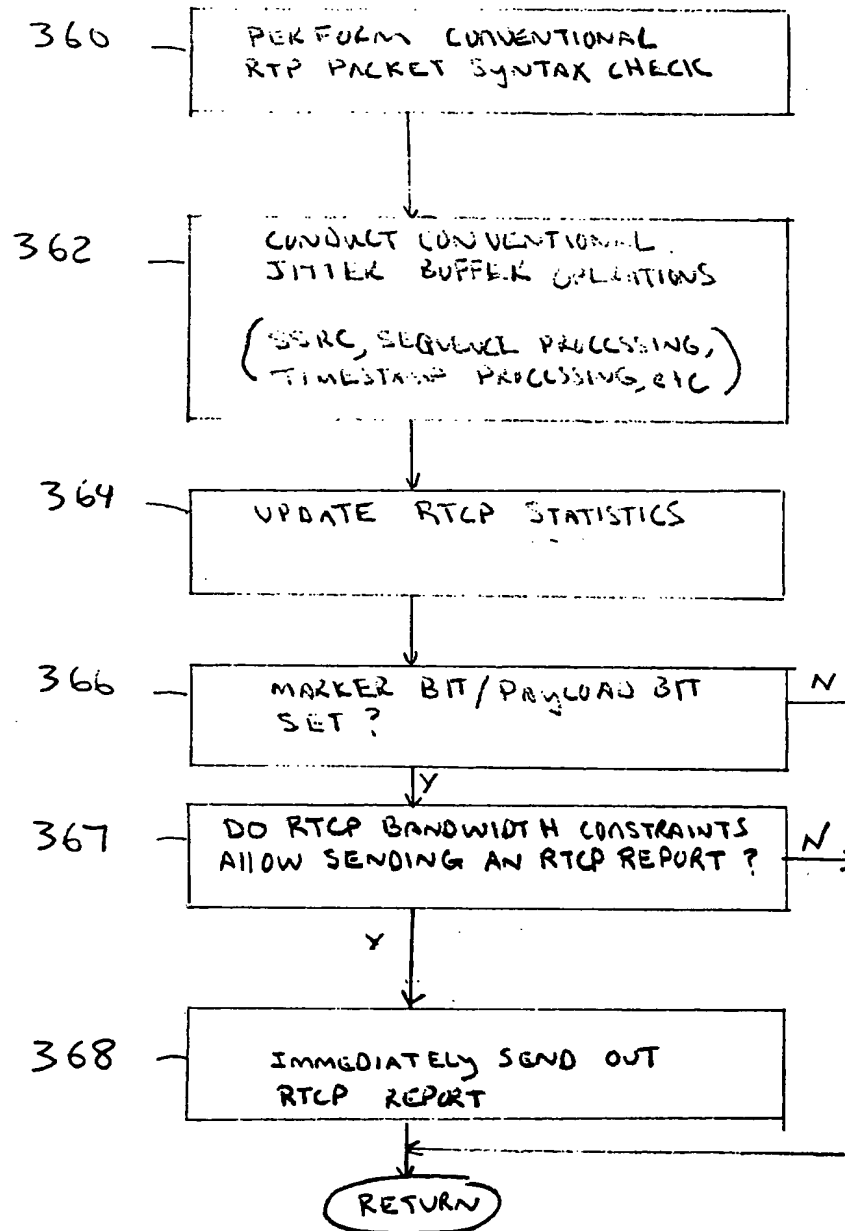 360
PERFORM CONVENTIONAL
RTP PACKET SYNTAX CHECK
362
CONDUCT CONVENTIONAL
JITTER BUFFER OPERATIONS
(SSRC, SEQUENCE PROCESSING,
TIMESTAMP PROCESSING, etc)
364
UPDATE RTCP STATISTICS
366
MARKER BIT/PAYLOAD BIT
SET?
N
Y
367
DO RTCP BANDWIDTH CONSTRAINTS
ALLOW SENDING AN RTCP REPORT?
N
Y
368
IMMEDIATELY SEND OUT
RTCP REPORT
RETURN